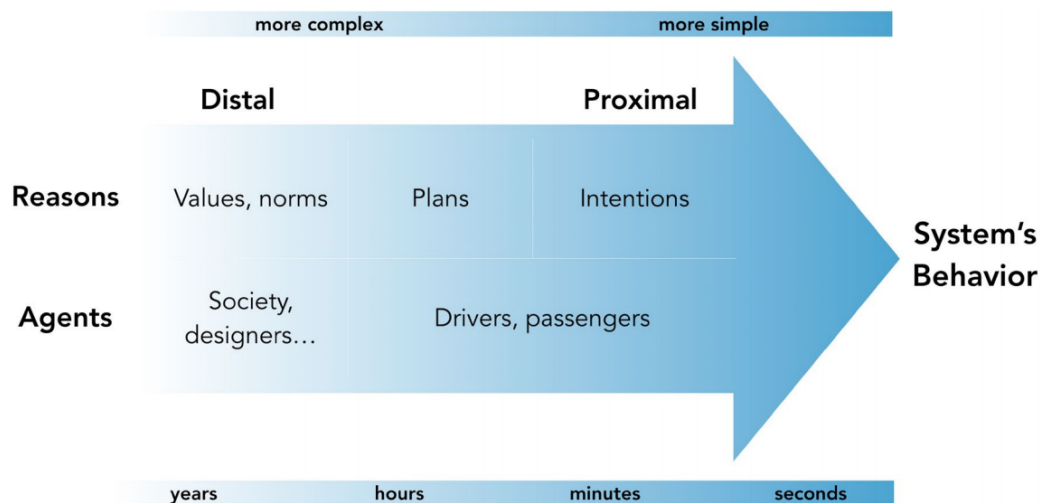 more complex more simple
Distal Proximal
Reasons Values, norms Plans Intentions
System's
Behavior
Agents Society,
designers… Drivers, passengers
years hours minutes seconds